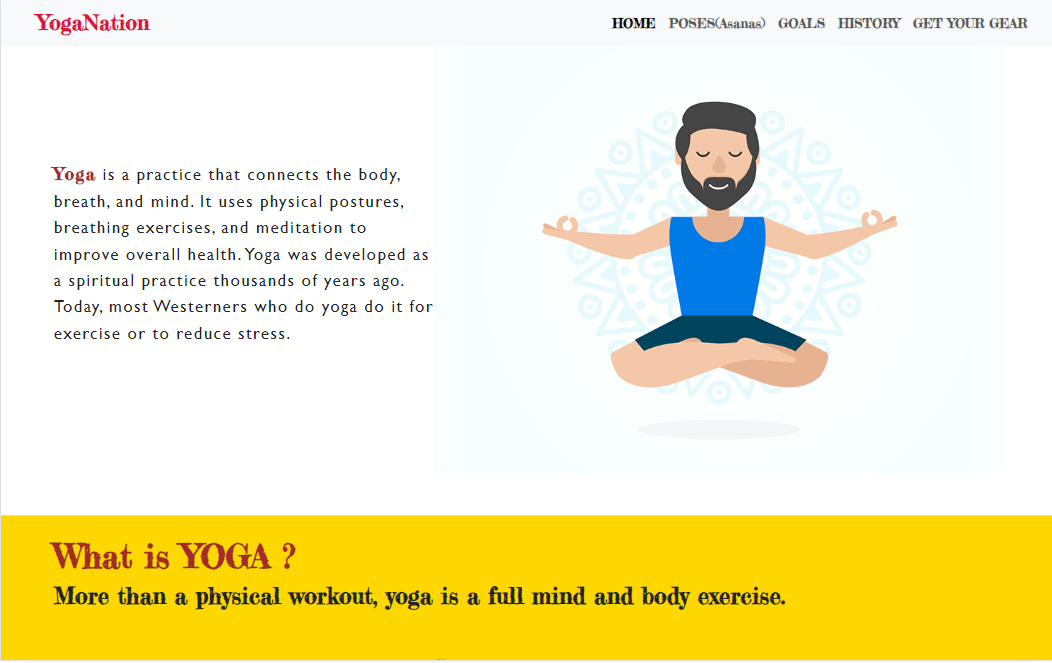 YogaNation
HOME POSES(Asanas) GOALS HISTORY GET YOUR GEAR
Yoga is a practice that connects the body,
breath, and mind. It uses physical postures,
breathing exercises, and meditation to
improve overall health. Yoga was developed as
a spiritual practice thousands of years ago.
Today, most Westerners who do yoga do it for
exercise or to reduce stress.
What is YOGA ?
More than a physical workout, yoga is a full mind and body exercise.